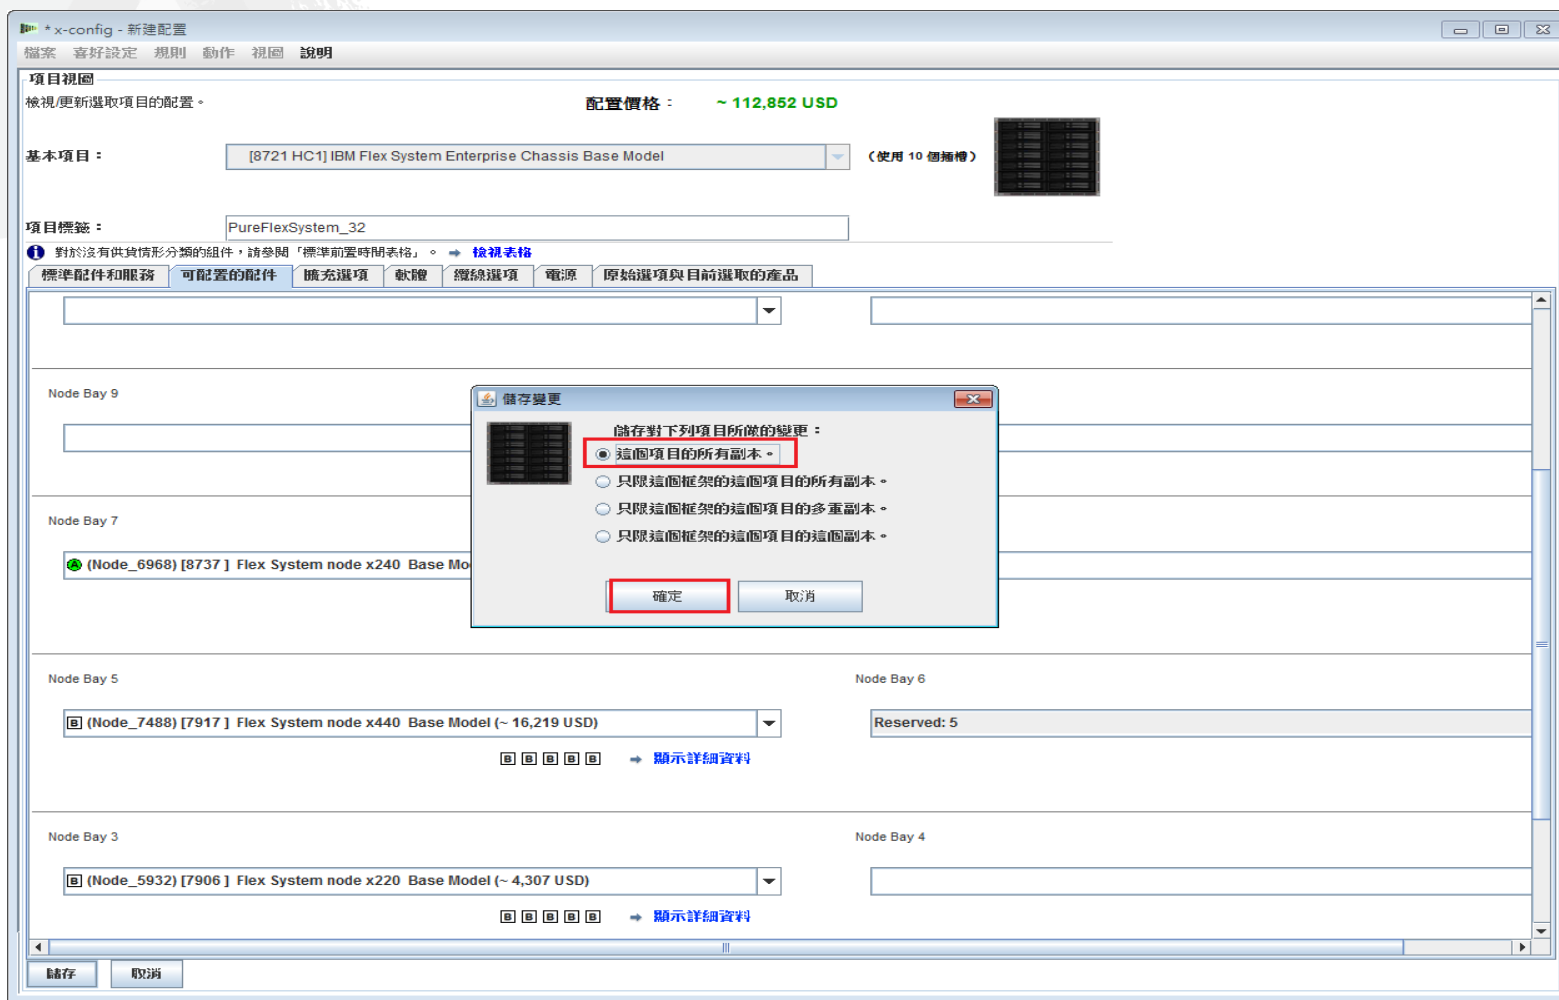 * x-config - 新建配置
檔案 喜好設定 規則 動作 視圖 說明
項目視圖
檢視/更新選取項目的配置。
配置價格： ~ 112,852 USD
基本項目： [8721 HC1] IBM Flex System Enterprise Chassis Base Model （使用 10 個插槽）
項目標籤： PureFlexSystem_32
對於沒有供貨情形分類的組件，請參閱「標準前置時間表格」。 ➡ 檢視表格
標準配件和服務 可配置的配件 擴充選項 軟體 纜線選項 電源 原始選項與目前選取的產品
Node Bay 9
Node Bay 7
A (Node_6968) [8737 ] Flex System node x240 Base Mo
儲存變更
儲存對下列項目所做的變更：
這個項目的所有副本。
只限這個框架的這個項目的所有副本。
只限這個框架的這個項目的多重副本。
只限這個框架的這個項目的這個副本。
確定 取消
Node Bay 5 Node Bay 6
B (Node_7488) [7917 ] Flex System node x440 Base Model (~ 16,219 USD) Reserved: 5
B B B B B ➡ 顯示詳細資料
Node Bay 3 Node Bay 4
B (Node_5932) [7906 ] Flex System node x220 Base Model (~ 4,307 USD)
B B B B B ➡ 顯示詳細資料
儲存 取消